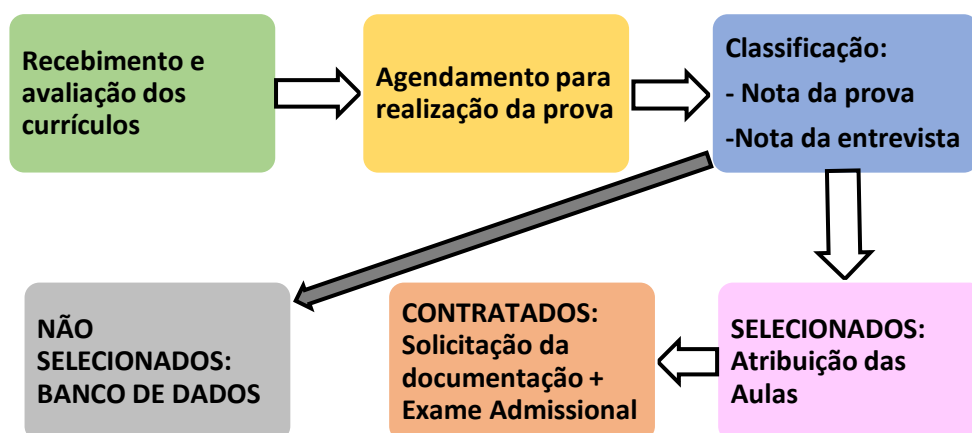 Recebimento e
avaliação dos
currículos
Agendamento para
realização da prova
Classificação:
- Nota da prova
-Nota da entrevista
NÃO
SELECIONADOS:
BANCO DE DADOS
CONTRATADOS:
Solicitação da
documentação +
Exame Admissional
SELECIONADOS:
Atribuição das
Aulas